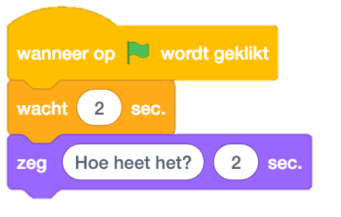 wanneer op wordt geklikt
wacht 2 sec.
zeg Hoe heet het? 2 sec.